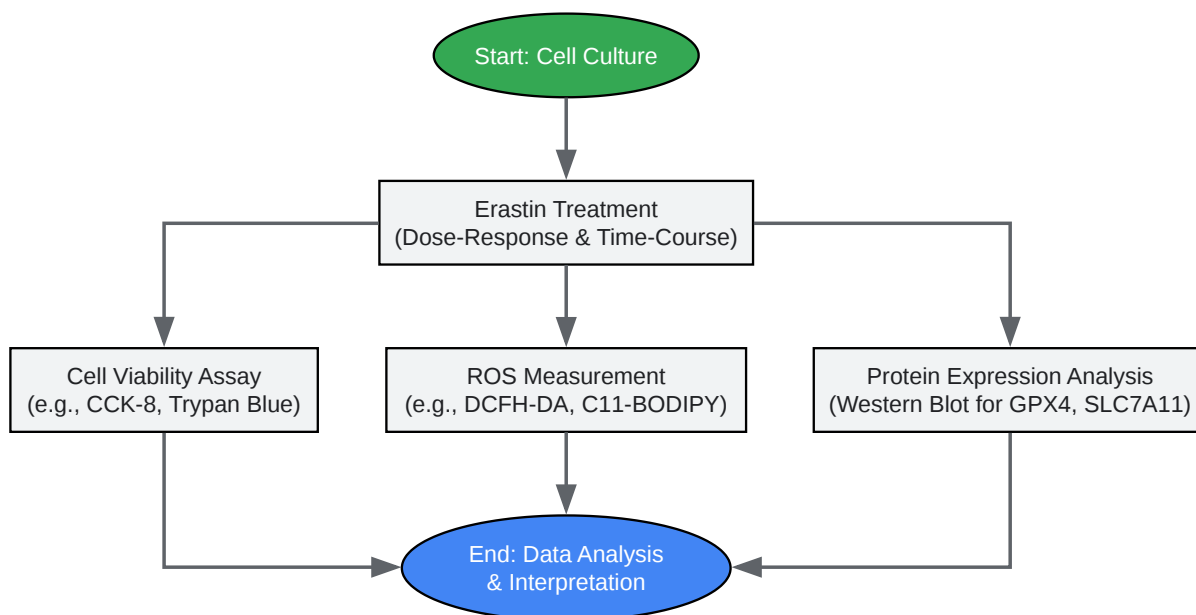 Start: Cell Culture
Erastin Treatment
(Dose-Response & Time-Course)
Cell Viability Assay
(e.g., CCK-8, Trypan Blue)
ROS Measurement
(e.g., DCFH-DA, C11-BODIPY)
Protein Expression Analysis
(Western Blot for GPX4, SLC7A11)
End: Data Analysis
& Interpretation